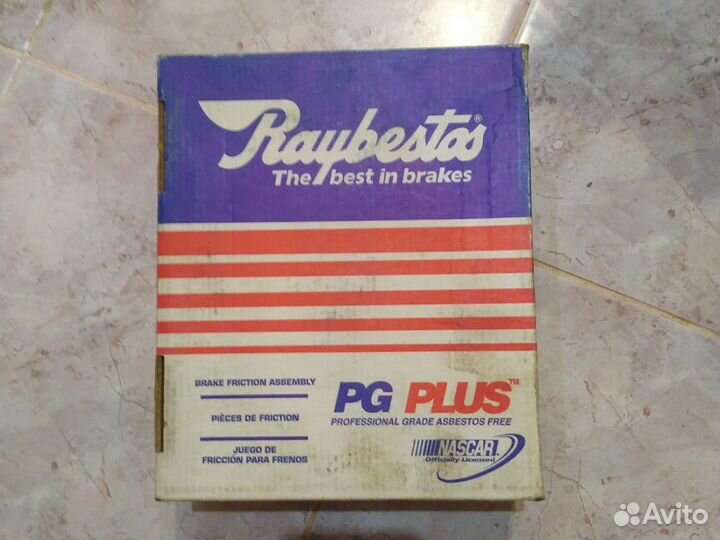 Raybestos®
The best in brakes
BRAKE FRICTION ASSEMBLY
PIÈCES DE FRICTION
JUEGO DE
FRICCIÓN PARA FRENOS
PG PLUS™
PROFESSIONAL GRADE ASBESTOS FREE
NASCAR
Officially Licensed
Avito